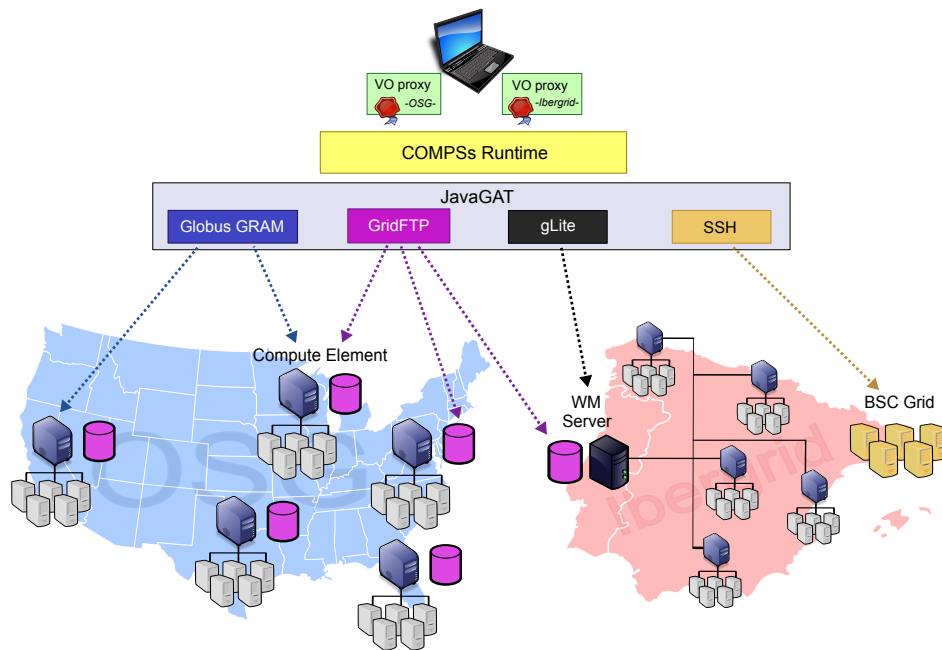 VO proxy
-OSG-
VO proxy
-Ibergrid-
COMPSs Runtime
JavaGAT
Globus GRAM
GridFTP
gLite
SSH
Compute Element
WM
Server
BSC Grid
OSG
Ibergrid